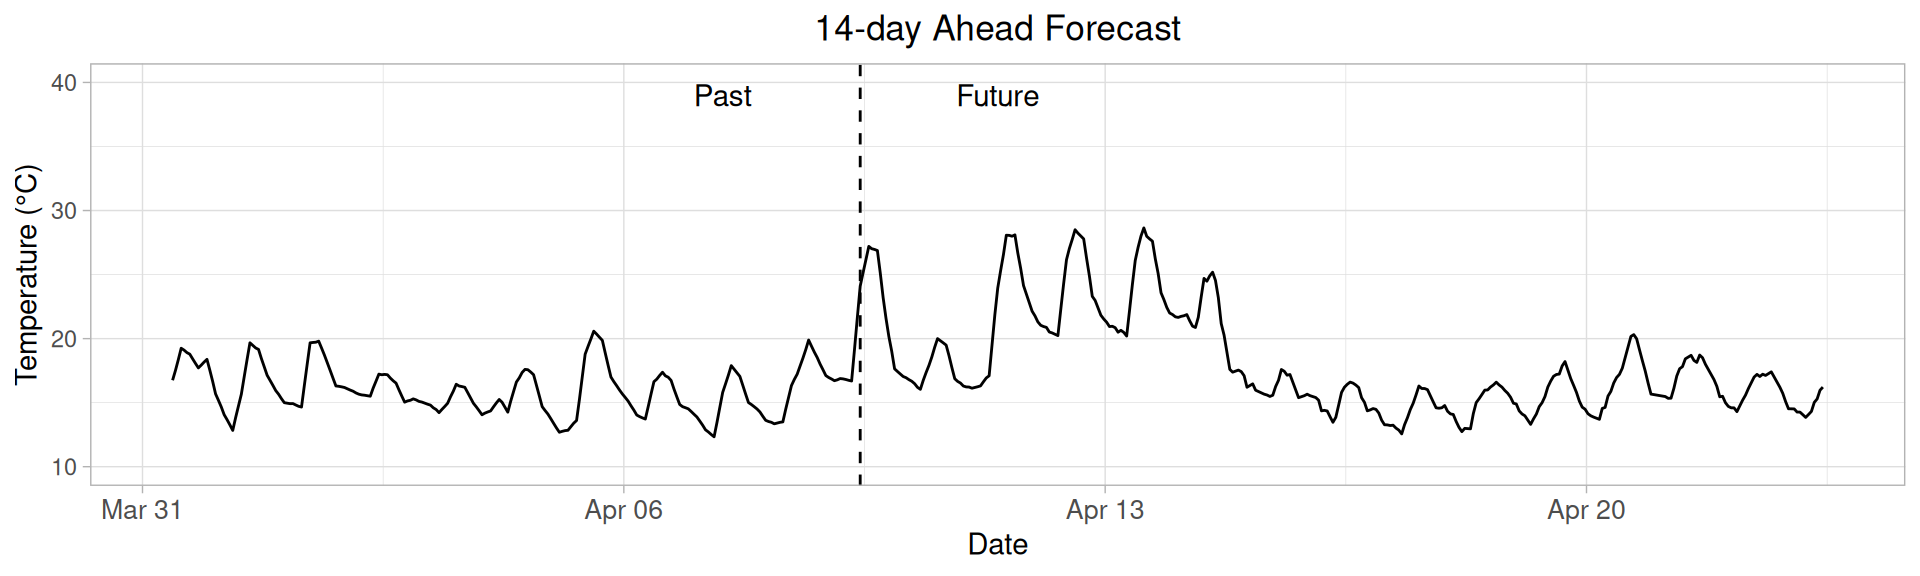 14-day Ahead Forecast
Past
Future
Temperature (°C)
40
30
20
10
Mar 31
Apr 06
Apr 13
Apr 20
Date